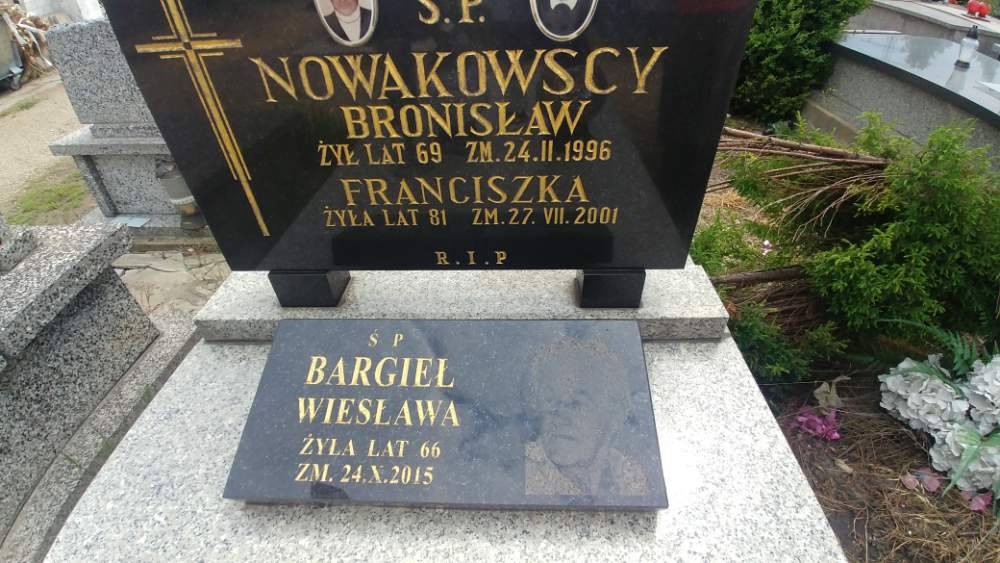 Ś.P.
NOWAKOWSCY
BRONISŁAW
ŻYŁ LAT 69 ZM. 24.II.1996
FRANCISZKA
ŻYŁA LAT 81 ZM. 27. VII. 2001
R.I.P
Ś P
BARGIEŁ
WIESŁAWA
ŻYŁA LAT 66
ZM. 24.X.2015